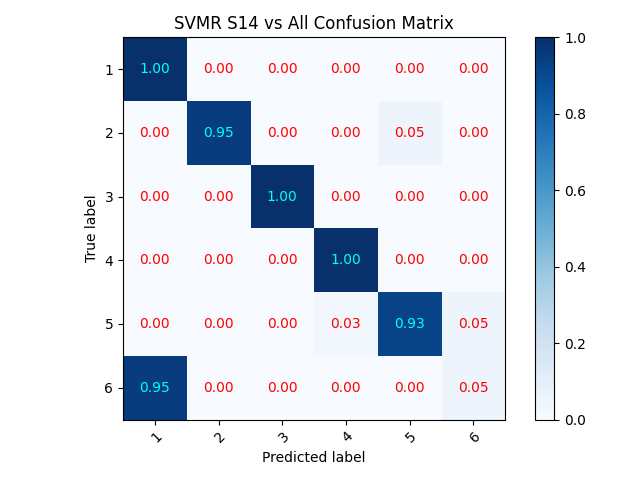 SVMR S14 vs All Confusion Matrix
1 1.00 0.00 0.00 0.00 0.00 0.00
2 0.00 0.95 0.00 0.00 0.05 0.00
3 0.00 0.00 1.00 0.00 0.00 0.00
4 0.00 0.00 0.00 1.00 0.00 0.00
5 0.00 0.00 0.00 0.03 0.93 0.05
6 0.95 0.00 0.00 0.00 0.00 0.05
1 2 3 4 5 6
True label
Predicted label
1.0
0.8
0.6
0.4
0.2
0.0